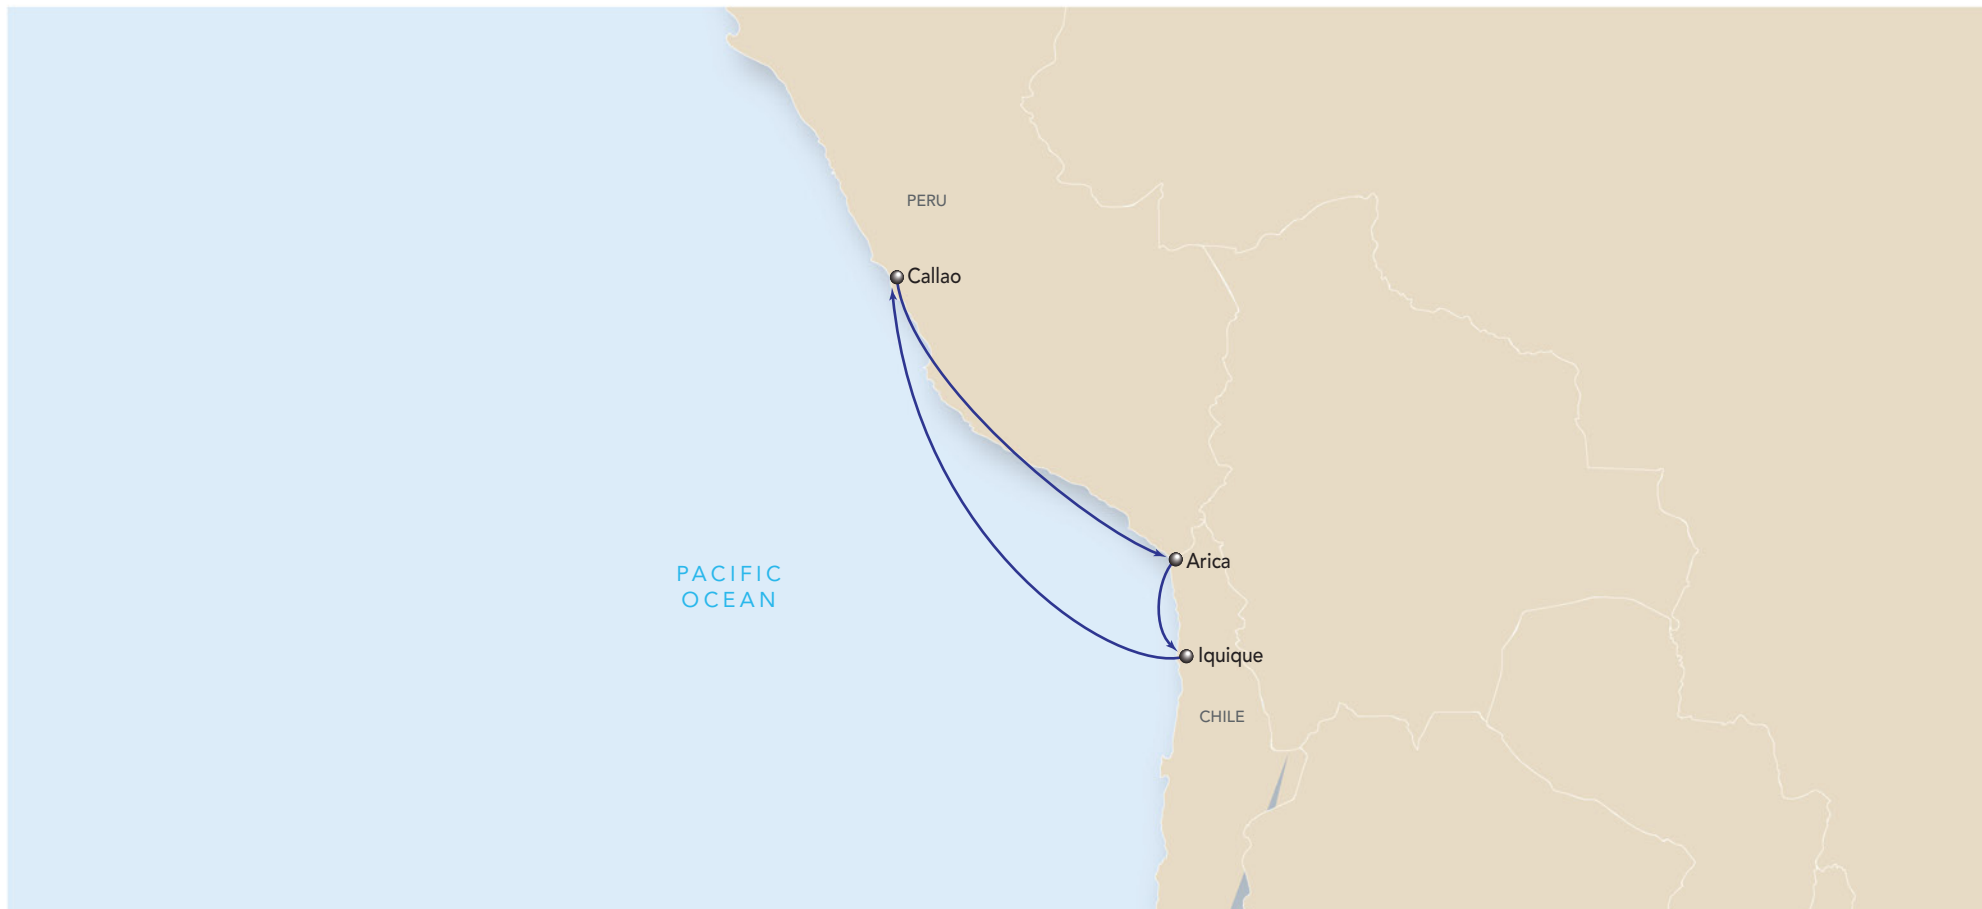 PERU
Callao
Arica
PACIFIC
OCEAN
Iquique
CHILE